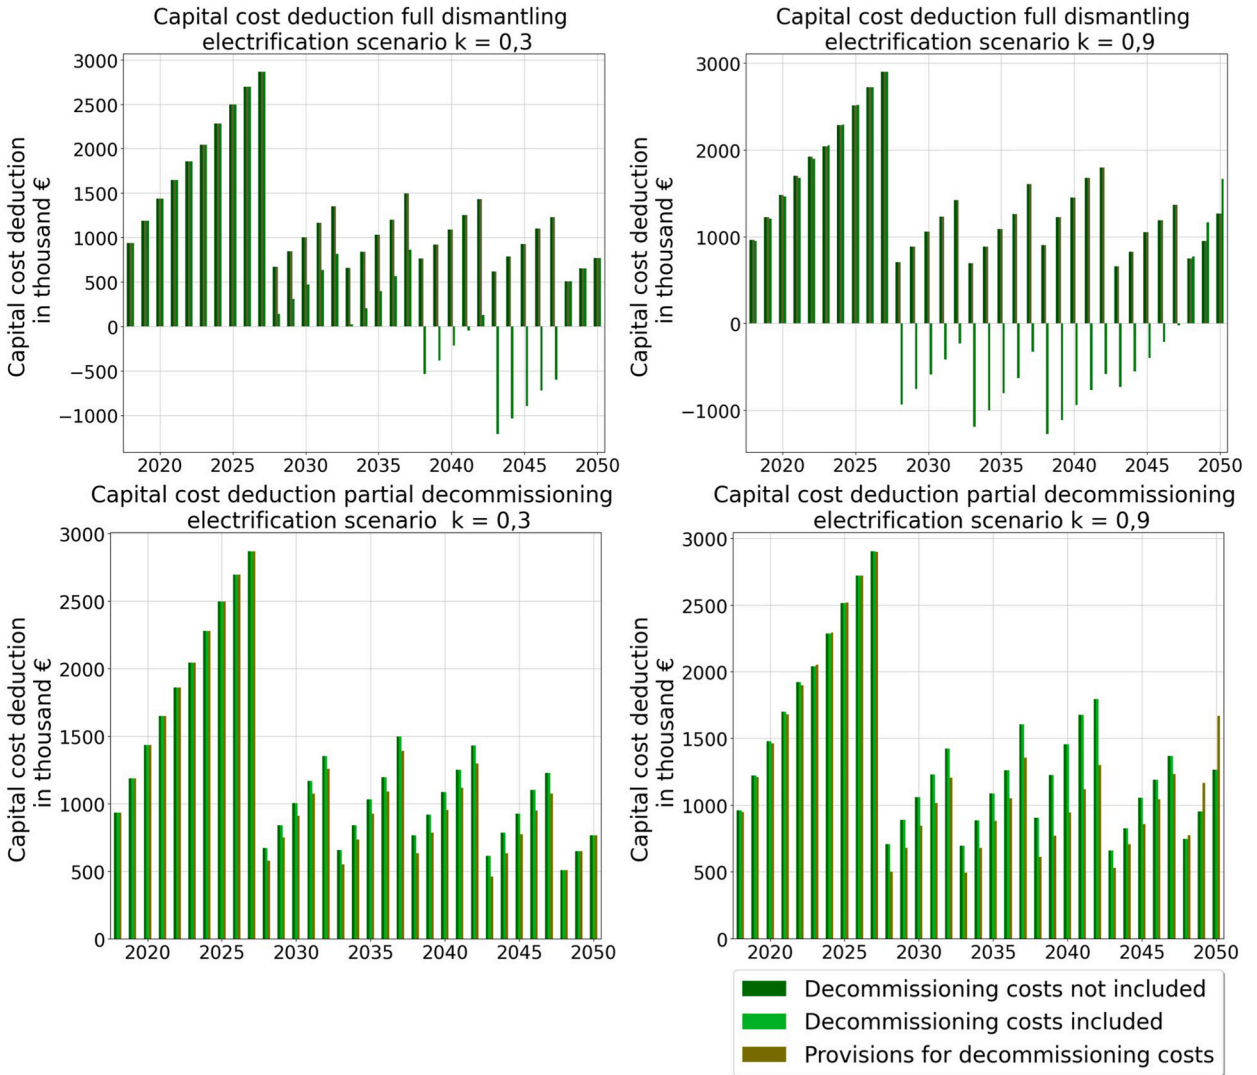 Capital cost deduction full dismantling
electrification scenario k = 0,3
Capital cost deduction
in thousand €
3000
2500
2000
1500
1000
500
0
−500
−1000
2020 2025 2030 2035 2040 2045 2050
Capital cost deduction full dismantling
electrification scenario k = 0,9
Capital cost deduction
in thousand €
3000
2000
1000
0
−1000
2020 2025 2030 2035 2040 2045 2050
Capital cost deduction partial decommissioning
electrification scenario k = 0,3
Capital cost deduction
in thousand €
3000
2500
2000
1500
1000
500
0
2020 2025 2030 2035 2040 2045 2050
Capital cost deduction partial decommissioning
electrification scenario k = 0,9
Capital cost deduction
in thousand €
3000
2500
2000
1500
1000
500
0
2020 2025 2030 2035 2040 2045 2050
Decommissioning costs not included
Decommissioning costs included
Provisions for decommissioning costs